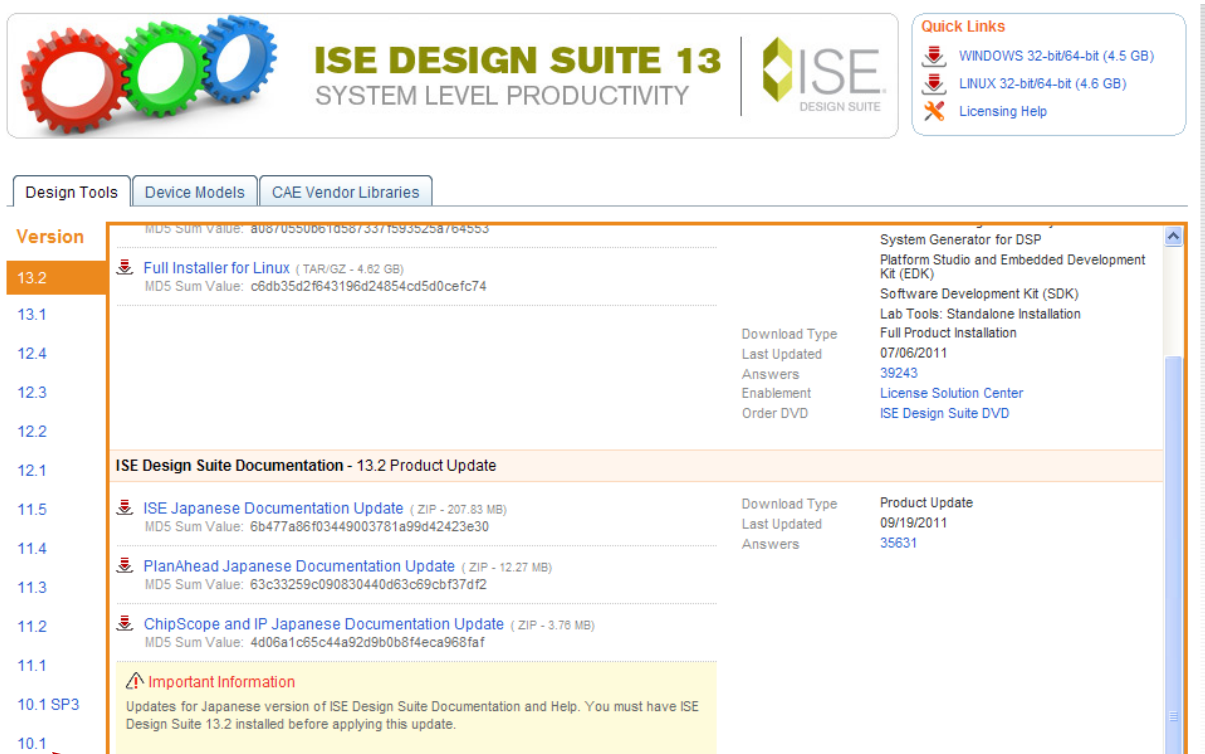 ISE DESIGN SUITE 13
SYSTEM LEVEL PRODUCTIVITY
ISE
DESIGN SUITE
Quick Links
WINDOWS 32-bit/64-bit (4.5 GB)
LINUX 32-bit/64-bit (4.6 GB)
Licensing Help
Design Tools
Device Models
CAE Vendor Libraries
Version
13.2
13.1
12.4
12.3
12.2
12.1
11.5
11.4
11.3
11.2
11.1
10.1 SP3
10.1
MD5 Sum Value: a0870550b61d587337f593525a764553
Full Installer for Linux ( TAR/GZ - 4.62 GB)
MD5 Sum Value: c6db35d2f643196d24854cd5d0cefc74
System Generator for DSP
Platform Studio and Embedded Development
Kit (EDK)
Software Development Kit (SDK)
Lab Tools: Standalone Installation
Download Type Full Product Installation
Last Updated 07/06/2011
Answers 39243
Enablement License Solution Center
Order DVD ISE Design Suite DVD
ISE Design Suite Documentation - 13.2 Product Update
ISE Japanese Documentation Update ( ZIP - 207.83 MB)
MD5 Sum Value: 6b477a86f03449003781a99d42423e30
PlanAhead Japanese Documentation Update ( ZIP - 12.27 MB)
MD5 Sum Value: 63c33259c090830440d63c69cbf37df2
ChipScope and IP Japanese Documentation Update ( ZIP - 3.76 MB)
MD5 Sum Value: 4d06a1c65c44a92d9b0b8f4eca968faf
Download Type Product Update
Last Updated 09/19/2011
Answers 35631
Important Information
Updates for Japanese version of ISE Design Suite Documentation and Help. You must have ISE
Design Suite 13.2 installed before applying this update.